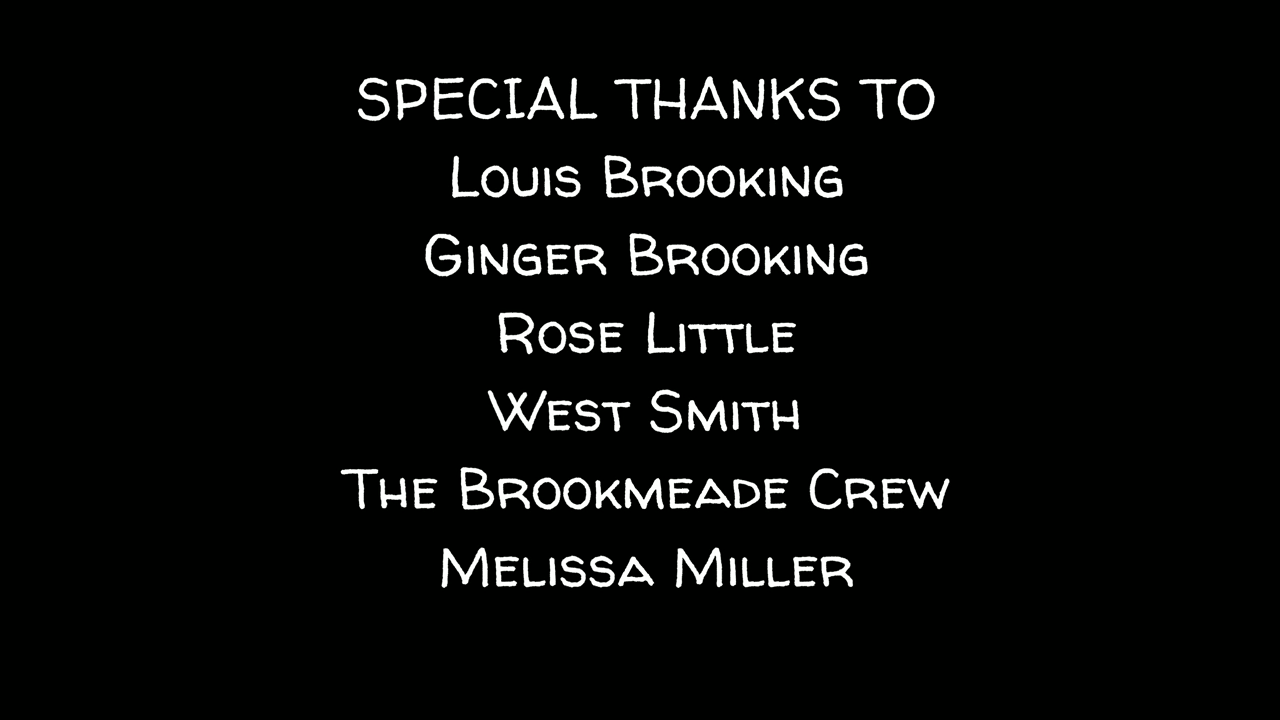 SPECIAL THANKS TO
Louis Brooking
Ginger Brooking
Rose Little
West Smith
The Brookmeade Crew
Melissa Miller